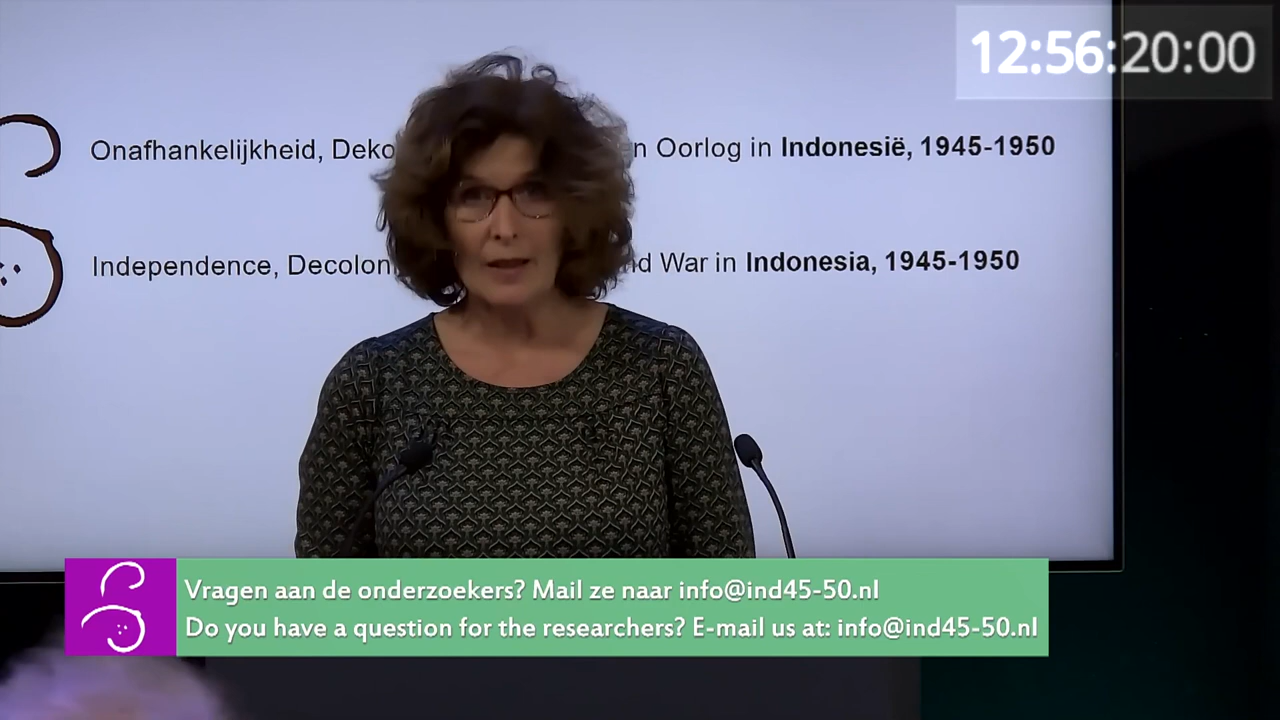 12:56:20:00
Onafhankelijkheid, Deko n Oorlog in Indonesië, 1945-1950
Independence, Decolon nd War in Indonesia, 1945-1950
Vragen aan de onderzoekers? Mail ze naar info@ind45-50.nl
Do you have a question for the researchers? E-mail us at: info@ind45-50.nl